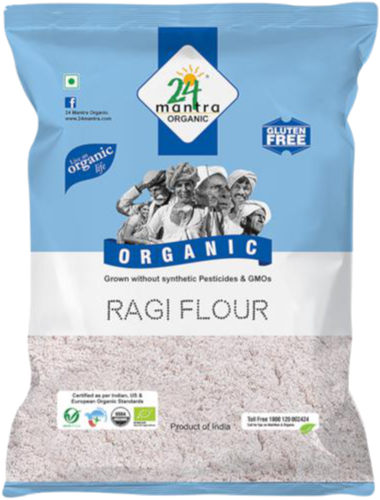 24
mantra
ORGANIC
24 Mantra Organic
www.24mantra.com
GLUTEN
FREE
Live an
organic
life
ORGANIC
Grown without synthetic Pesticides & GMOs
RAGI FLOUR
Certified as per Indian, US &
European Organic Standards
USDA
ORGANIC
Product of India
Toll Free 1800 120 002424